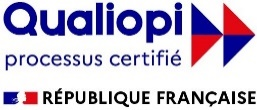 Qualiopi
processus certifié
RÉPUBLIQUE FRANÇAISE